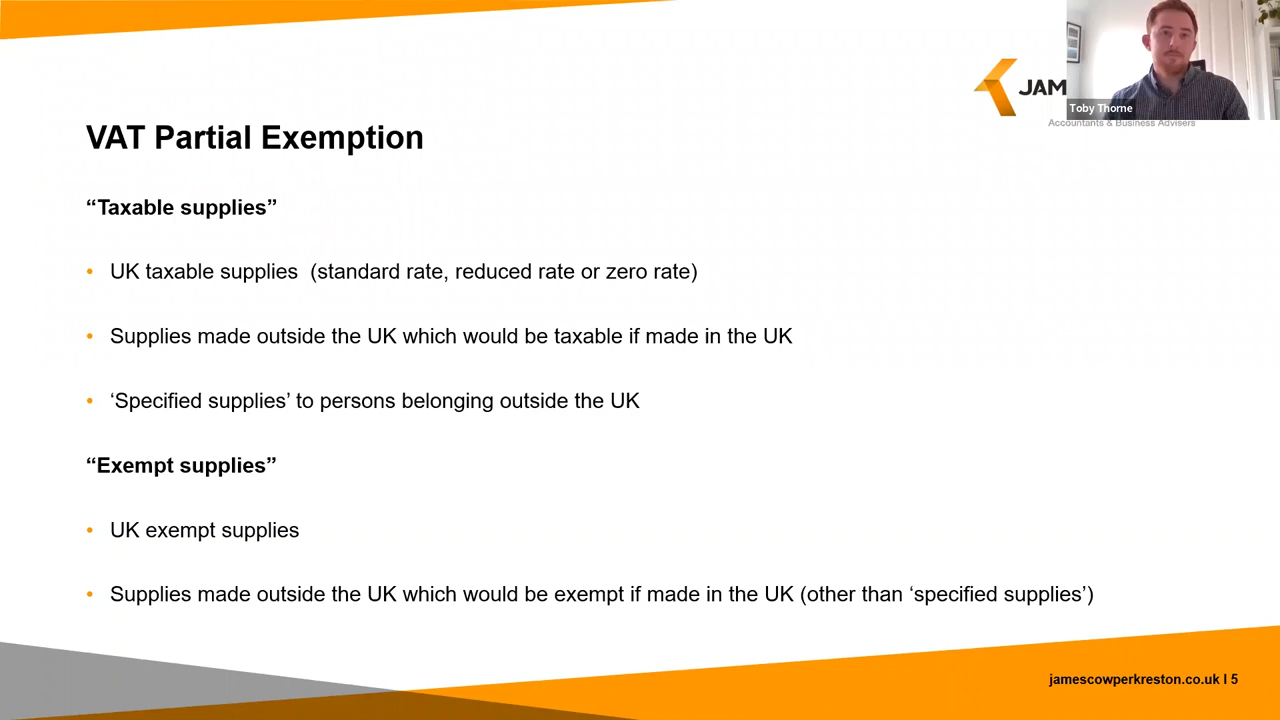 JAM
Toby Thorne
Accountants & Business Advisers
VAT Partial Exemption
“Taxable supplies”
• UK taxable supplies (standard rate, reduced rate or zero rate)
• Supplies made outside the UK which would be taxable if made in the UK
• ‘Specified supplies’ to persons belonging outside the UK
“Exempt supplies”
• UK exempt supplies
• Supplies made outside the UK which would be exempt if made in the UK (other than ‘specified supplies’)
jamescowperkreston.co.uk I 5